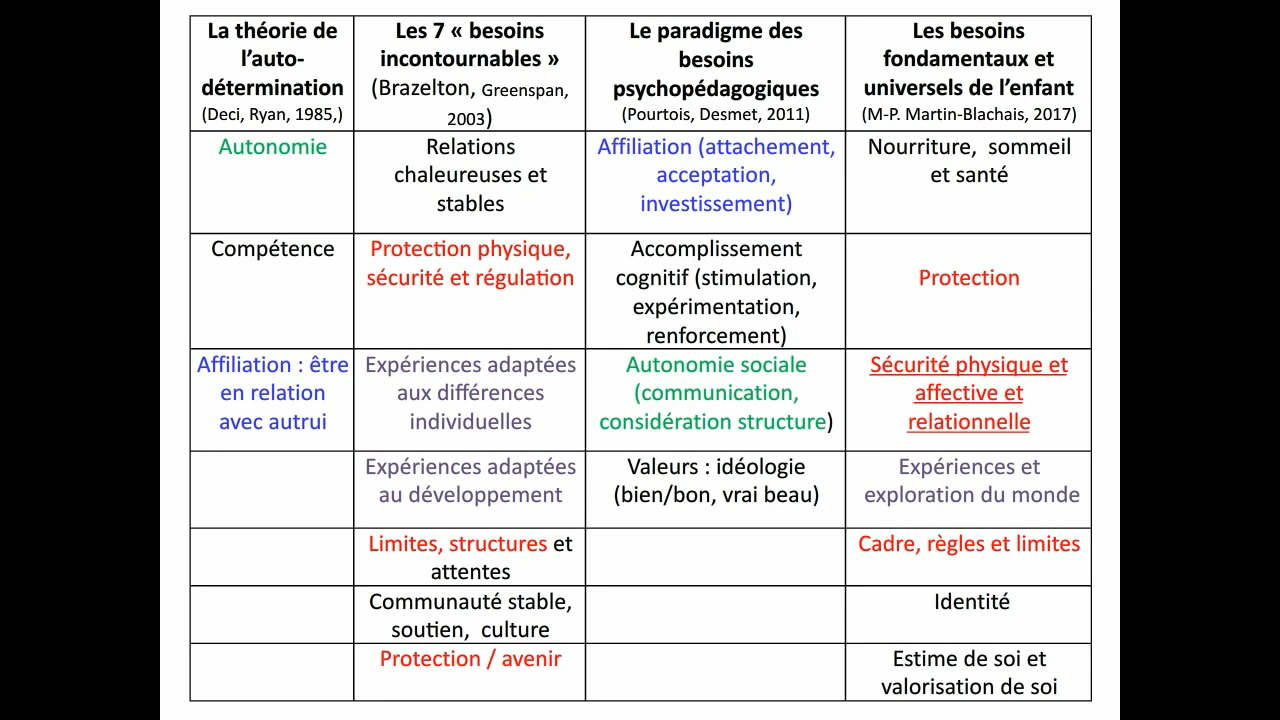 La théorie de
l’auto-
détermination
(Deci, Ryan, 1985,)
Les 7 « besoins
incontournables »
(Brazelton, Greenspan,
2003)
Le paradigme des
besoins
psychopédagogiques
(Pourtois, Desmet, 2011)
Les besoins
fondamentaux et
universels de l’enfant
(M-P. Martin-Blachais, 2017)
Autonomie
Relations
chaleureuses et
stables
Affiliation (attachement,
acceptation,
investissement)
Nourriture, sommeil
et santé
Compétence
Protection physique,
sécurité et régulation
Accomplissement
cognitif (stimulation,
expérimentation,
renforcement)
Protection
Affiliation : être
en relation
avec autrui
Expériences adaptées
aux différences
individuelles
Autonomie sociale
(communication,
considération structure)
Sécurité physique et
affective et
relationnelle
Expériences adaptées
au développement
Valeurs : idéologie
(bien/bon, vrai beau)
Expériences et
exploration du monde
Limites, structures et
attentes
Cadre, règles et limites
Communauté stable,
soutien, culture
Identité
Protection / avenir
Estime de soi et
valorisation de soi